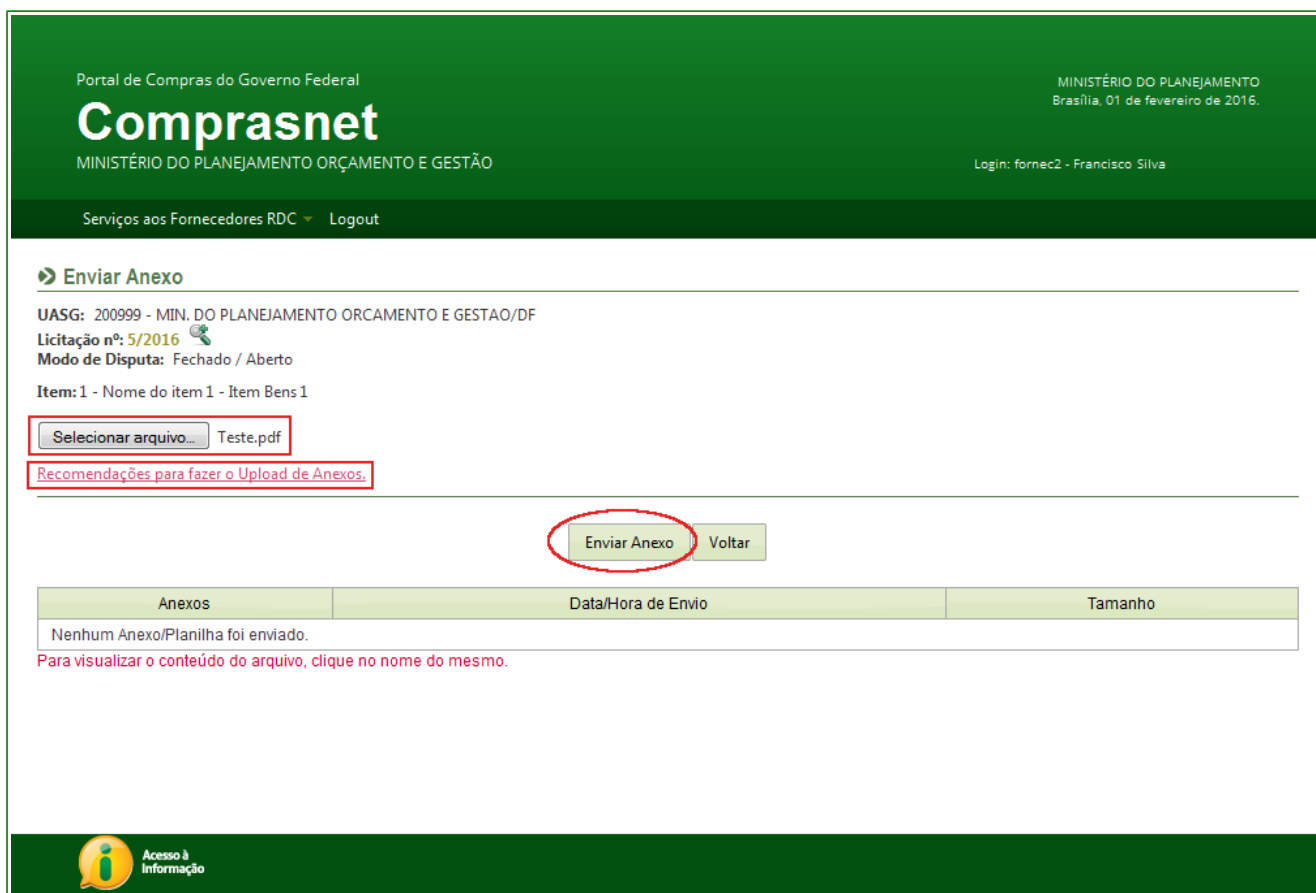 Portal de Compras do Governo Federal
Comprasnet
MINISTÉRIO DO PLANEJAMENTO ORÇAMENTO E GESTÃO
MINISTÉRIO DO PLANEJAMENTO
Brasília, 01 de fevereiro de 2016.
Login: fornec2 - Francisco Silva
Serviços aos Fornecedores RDC Logout
Enviar Anexo
UASG: 200999 - MIN. DO PLANEJAMENTO ORCAMENTO E GESTAO/DF
Licitação nº: 5/2016
Modo de Disputa: Fechado / Aberto
Item: 1 - Nome do item 1 - Item Bens 1
Selecionar arquivo... Teste.pdf
Recomendações para fazer o Upload de Anexos.
Enviar Anexo Voltar
Anexos Data/Hora de Envio Tamanho
Nenhum Anexo/Planilha foi enviado.
Para visualizar o conteúdo do arquivo, clique no nome do mesmo.
Acesso à
Informação